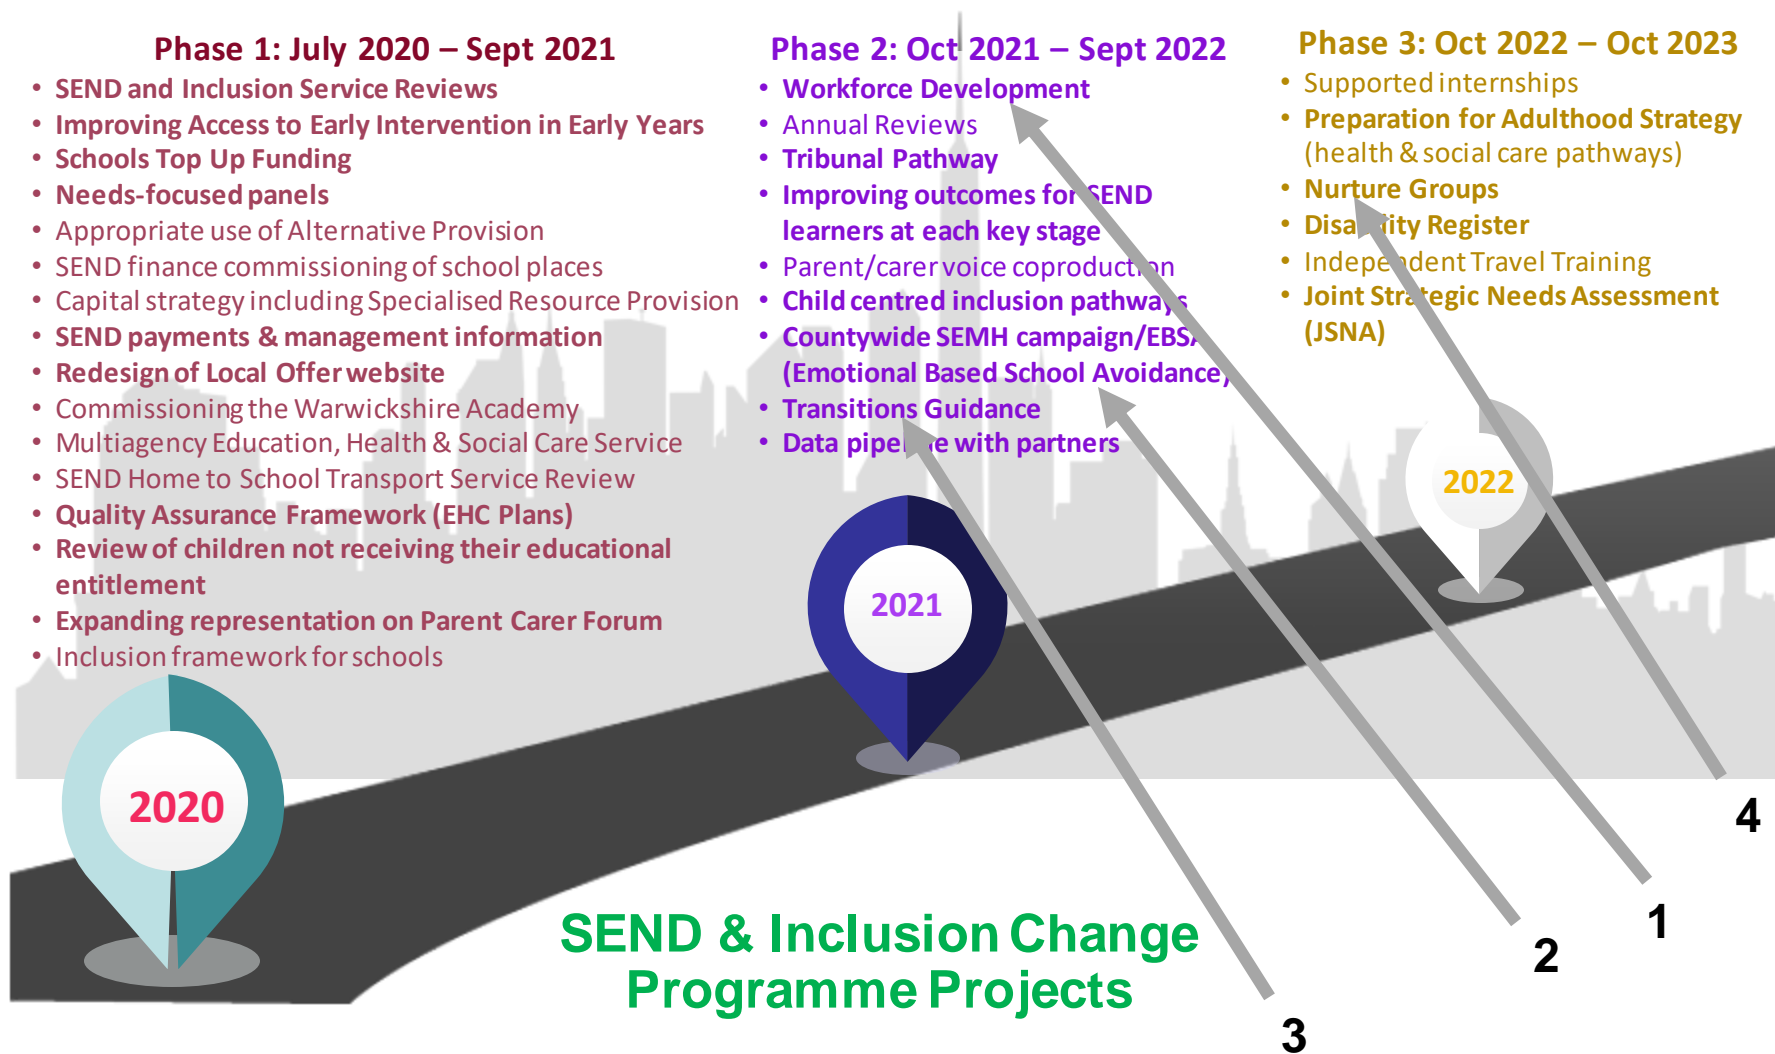 Phase 1: July 2020 – Sept 2021
• SEND and Inclusion Service Reviews
• Improving Access to Early Intervention in Early Years
• Schools Top Up Funding
• Needs-focused panels
• Appropriate use of Alternative Provision
• SEND finance commissioning of school places
• Capital strategy including Specialised Resource Provision
• SEND payments & management information
• Redesign of Local Offer website
• Commissioning the Warwickshire Academy
• Multiagency Education, Health & Social Care Service
• SEND Home to School Transport Service Review
• Quality Assurance Framework (EHC Plans)
• Review of children not receiving their educational
entitlement
• Expanding representation on Parent Carer Forum
• Inclusion framework for schools
Phase 2: Oct 2021 – Sept 2022
• Workforce Development
• Annual Reviews
• Tribunal Pathway
• Improving outcomes for SEND
learners at each key stage
• Parent/carer voice coproduction
• Child centred inclusion pathways
• Countywide SEMH campaign/EBSA
(Emotional Based School Avoidance)
• Transitions Guidance
• Data pipeline with partners
Phase 3: Oct 2022 – Oct 2023
• Supported internships
• Preparation for Adulthood Strategy
(health & social care pathways)
• Nurture Groups
• Disability Register
• Independent Travel Training
• Joint Strategic Needs Assessment
(JSNA)
2022
2021
2020
4
1
2
3
SEND & Inclusion Change
Programme Projects